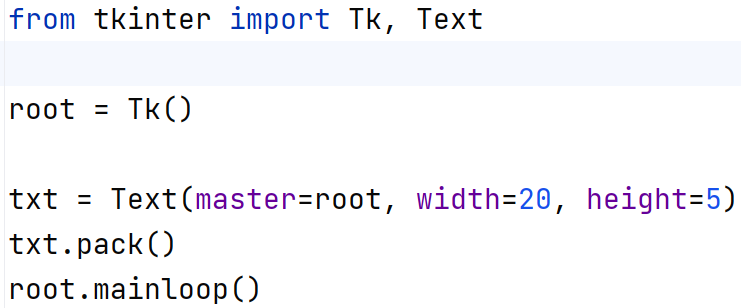 from tkinter import Tk, Text
root = Tk()
txt = Text(master=root, width=20, height=5)
txt.pack()
root.mainloop()